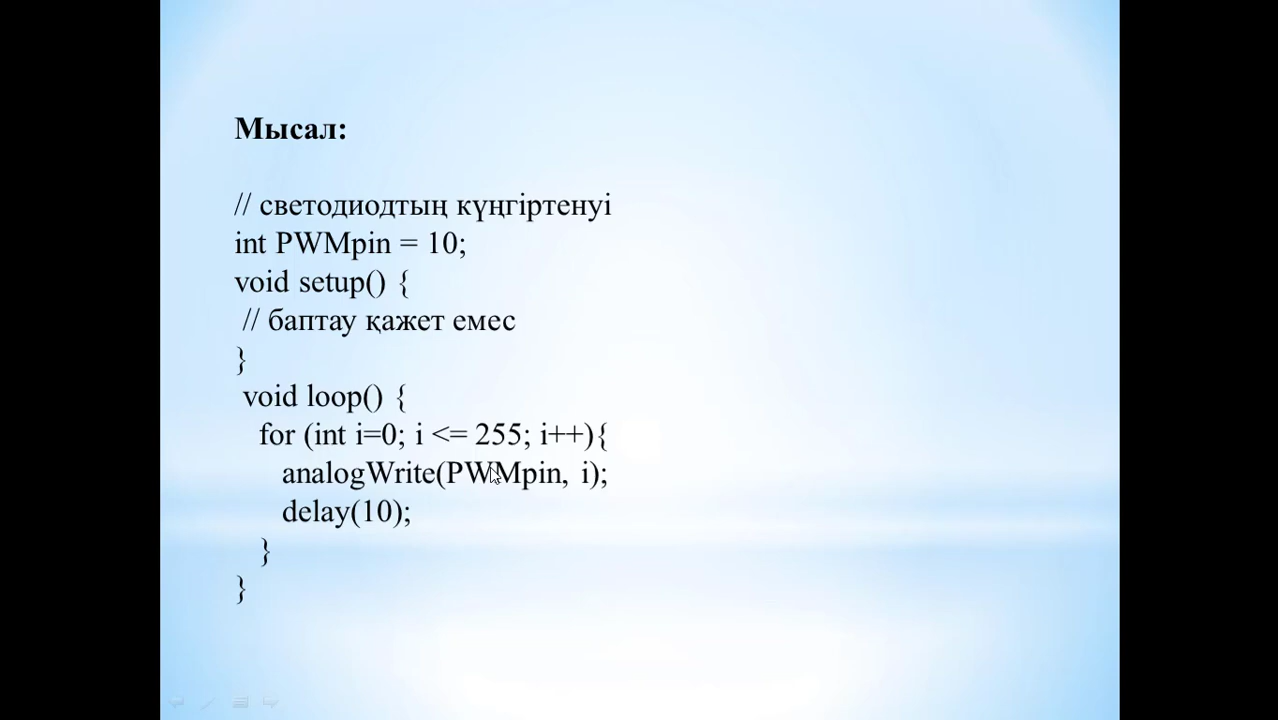 Мысал:
// светодиодтың күңгіртенуі
int PWMpin = 10;
void setup() {
// баптау қажет емес
}
void loop() {
for (int i=0; i <= 255; i++){
analogWrite(PWMpin, i);
delay(10);
}
}